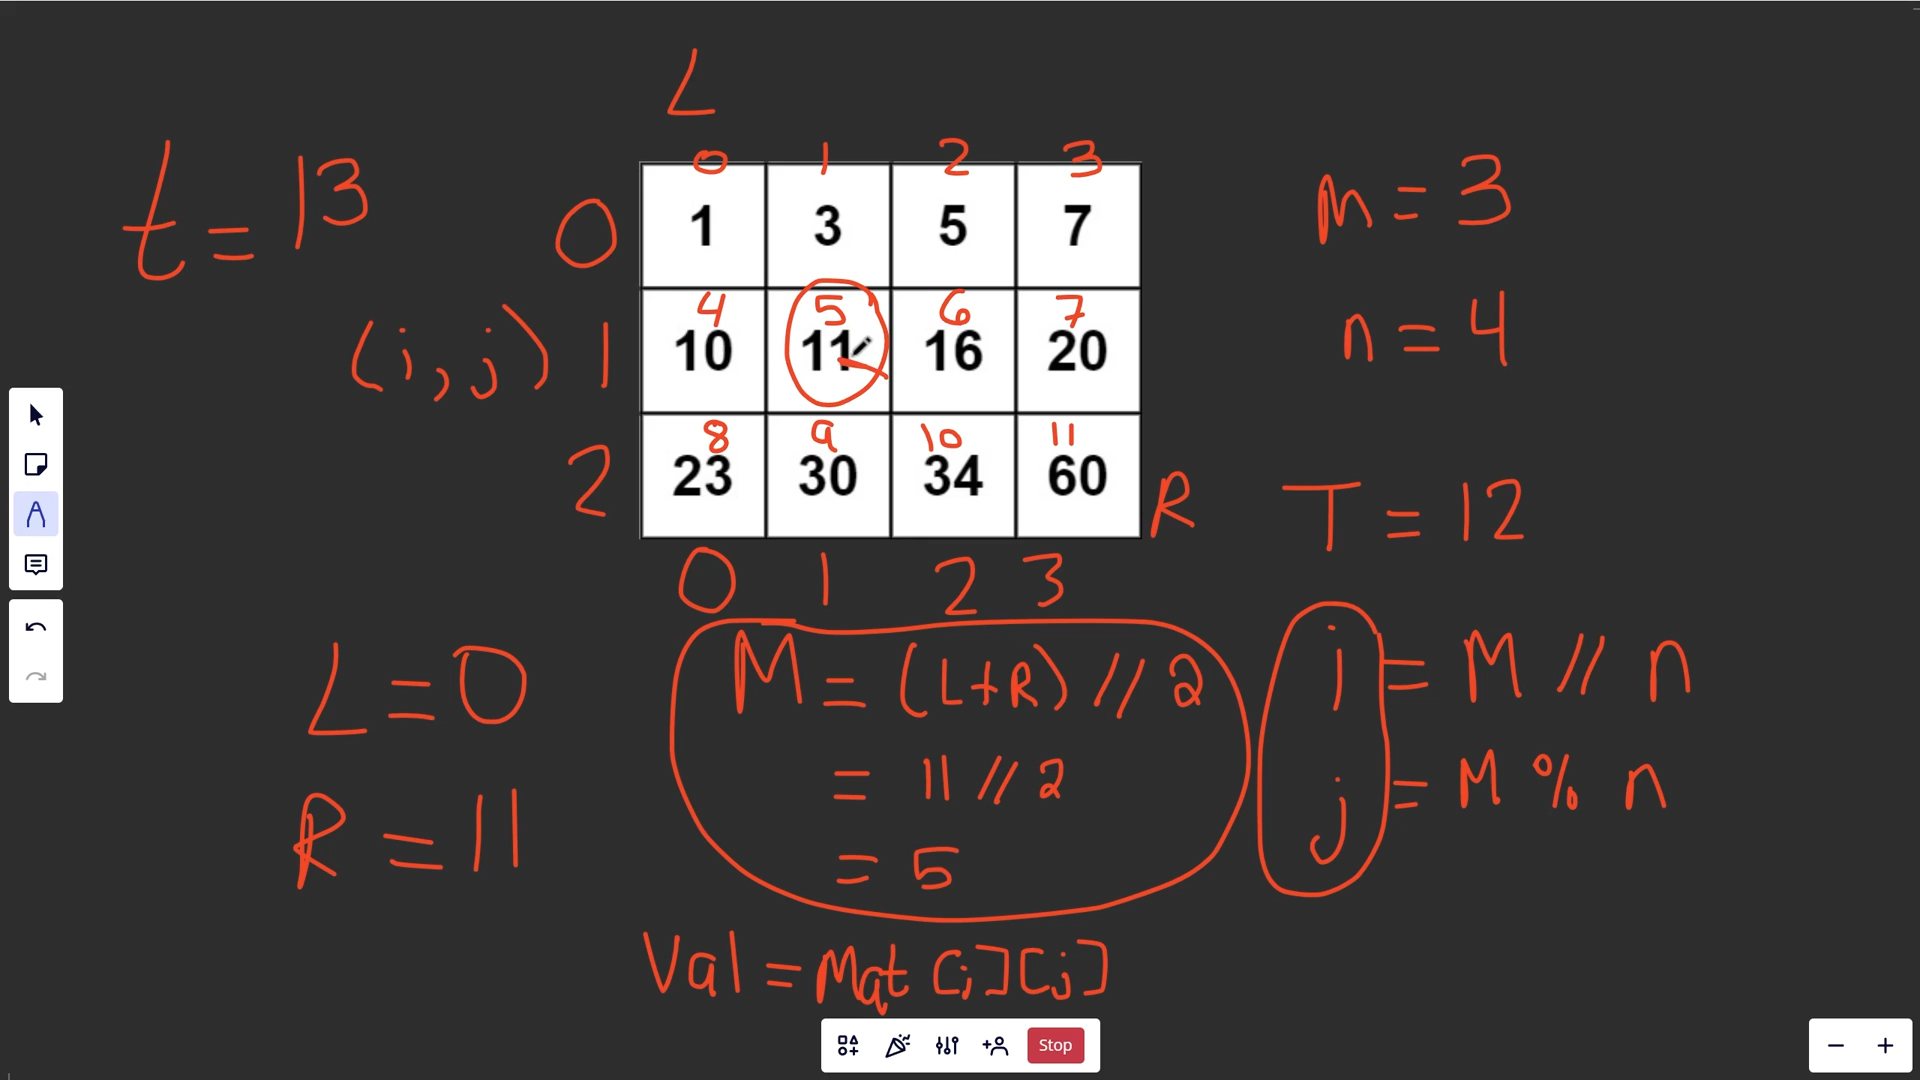 L
t = 13
0 1 2 3
0 1 3 5 7
m = 3
4 5 6 7
(i,j) 1 10 11 16 20
n = 4
8 9 10 11
2 23 30 34 60 R
T = 12
0 1 2 3
L = 0
R = 11
M = (L+R) // 2
= 11 // 2
= 5
i = M // n
j = M % n
Val = Mat [i][j]
Stop